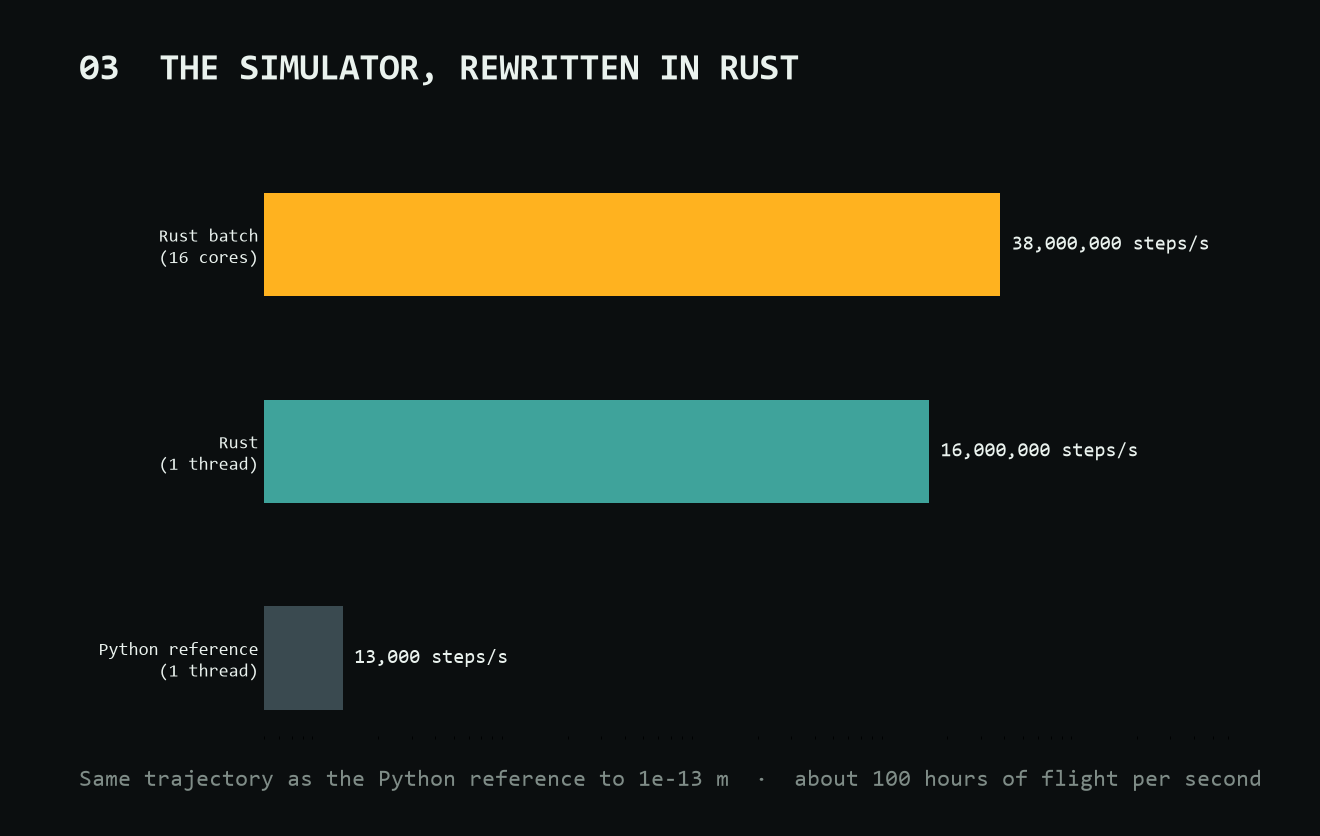 03  THE SIMULATOR, REWRITTEN IN RUST
Rust batch
(16 cores)
38,000,000 steps/s
Rust
(1 thread)
16,000,000 steps/s
Python reference
(1 thread)
13,000 steps/s
Same trajectory as the Python reference to 1e-13 m  ·  about 100 hours of flight per second